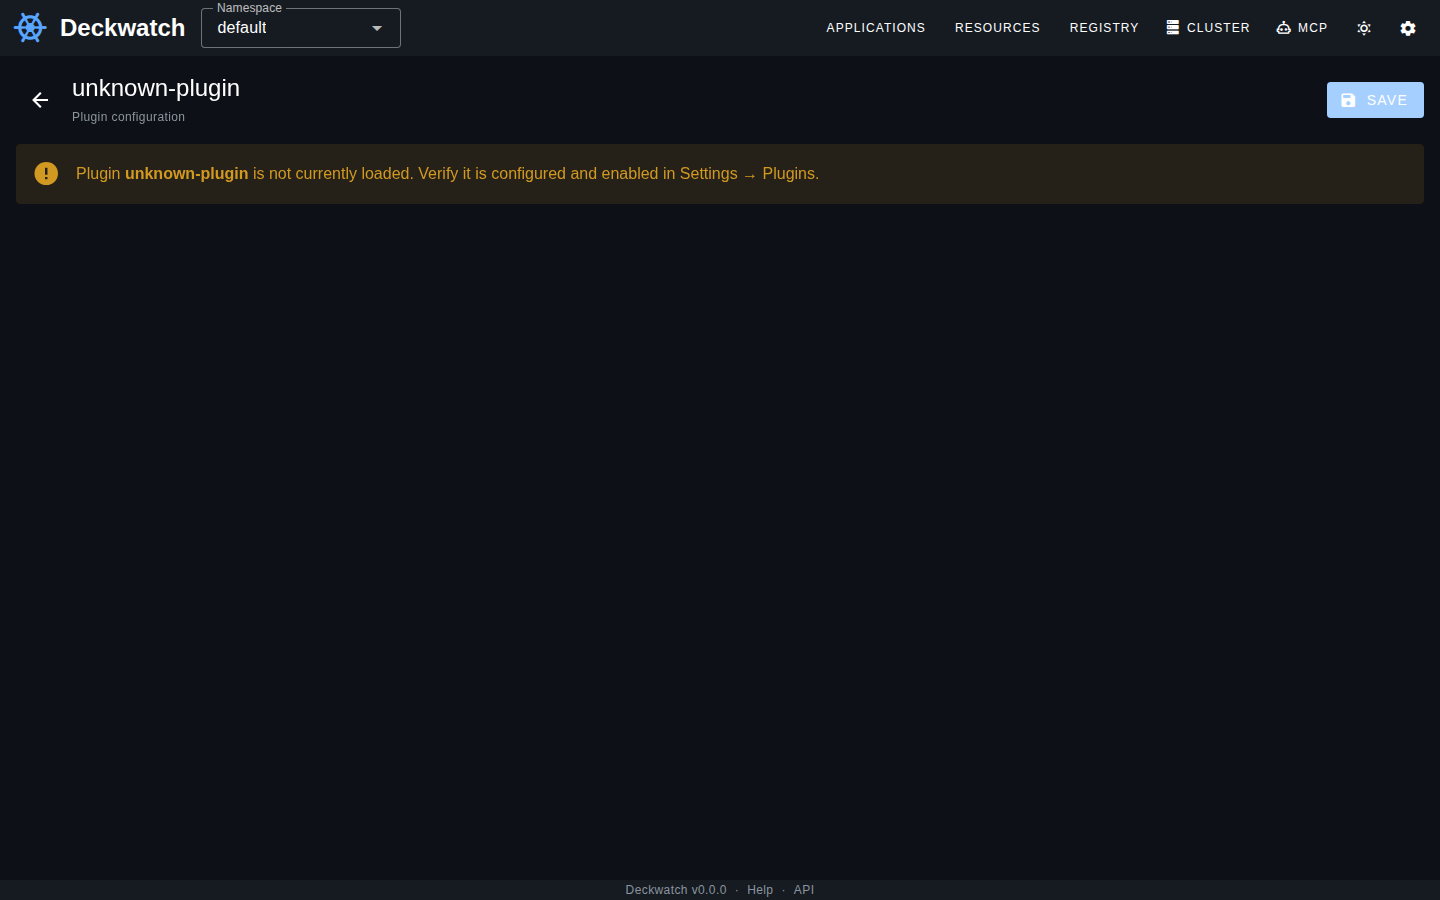 Deckwatch
Namespace
default
APPLICATIONS
RESOURCES
REGISTRY
CLUSTER
MCP
unknown-plugin
Plugin configuration
SAVE
Plugin unknown-plugin is not currently loaded. Verify it is configured and enabled in Settings → Plugins.
Deckwatch v0.0.0 · Help · API